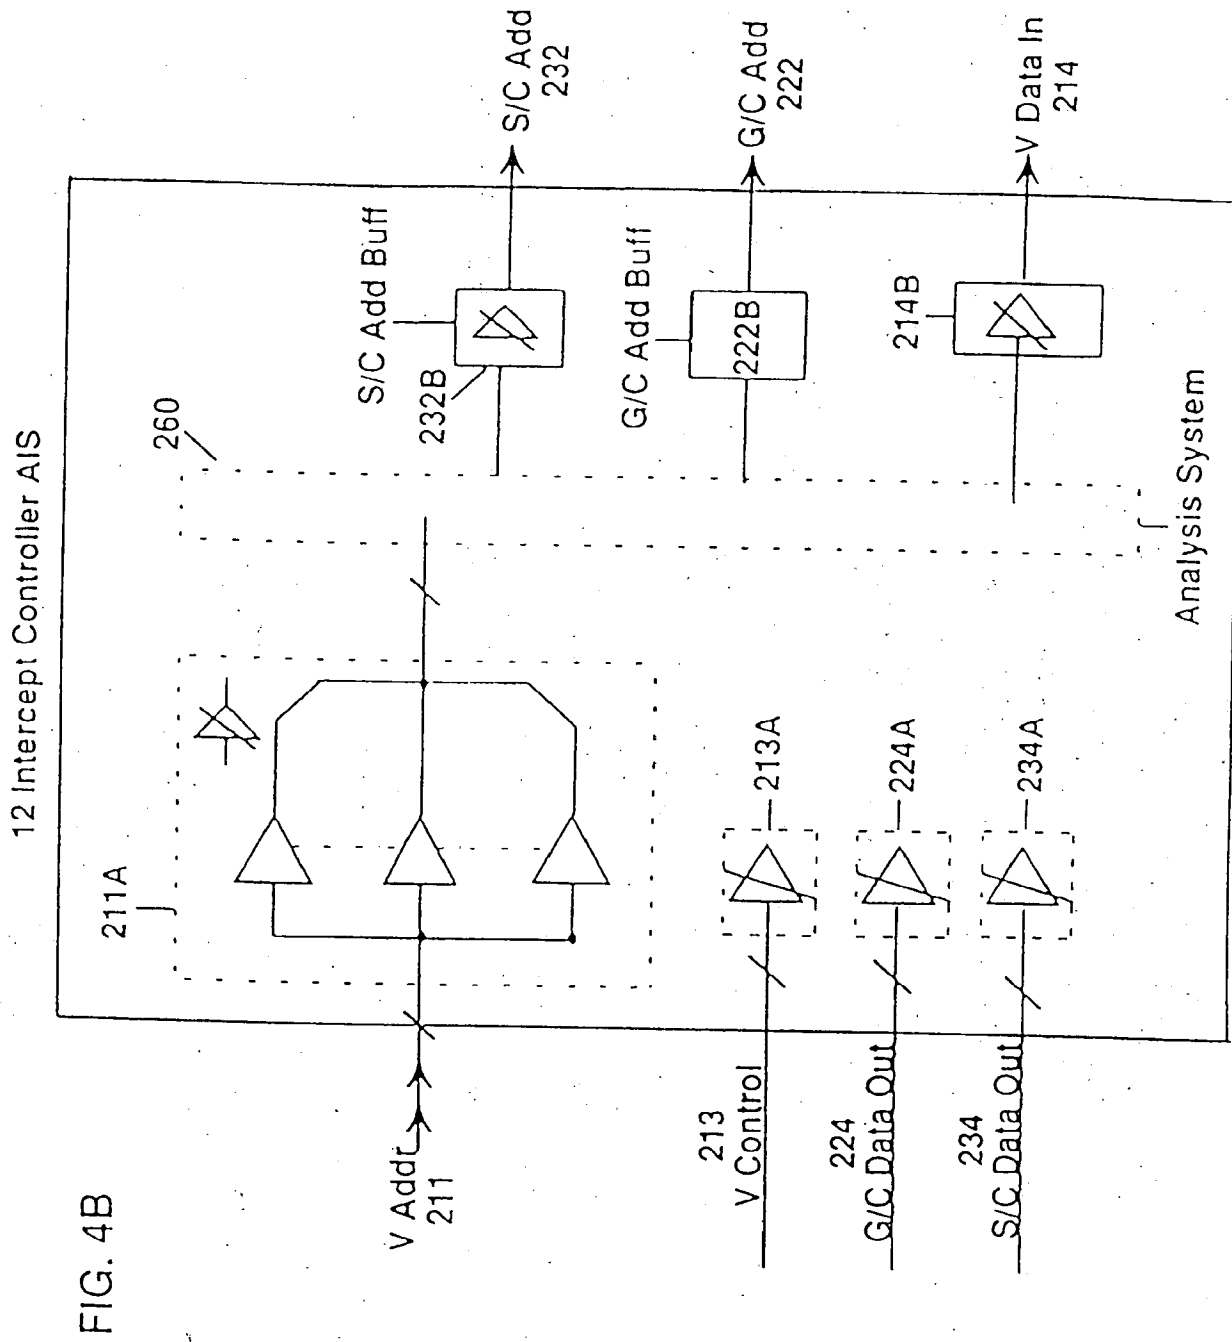 FIG. 4B
12 Intercept Controller AIS
V Addr
211
211A
260
S/C Add Buff
232B
S/C Add
232
G/C Add Buff
222B
G/C Add
222
214B
V Data In
214
213
V Control
213A
224
G/C Data Out
224A
234
S/C Data Out
234A
Analysis System